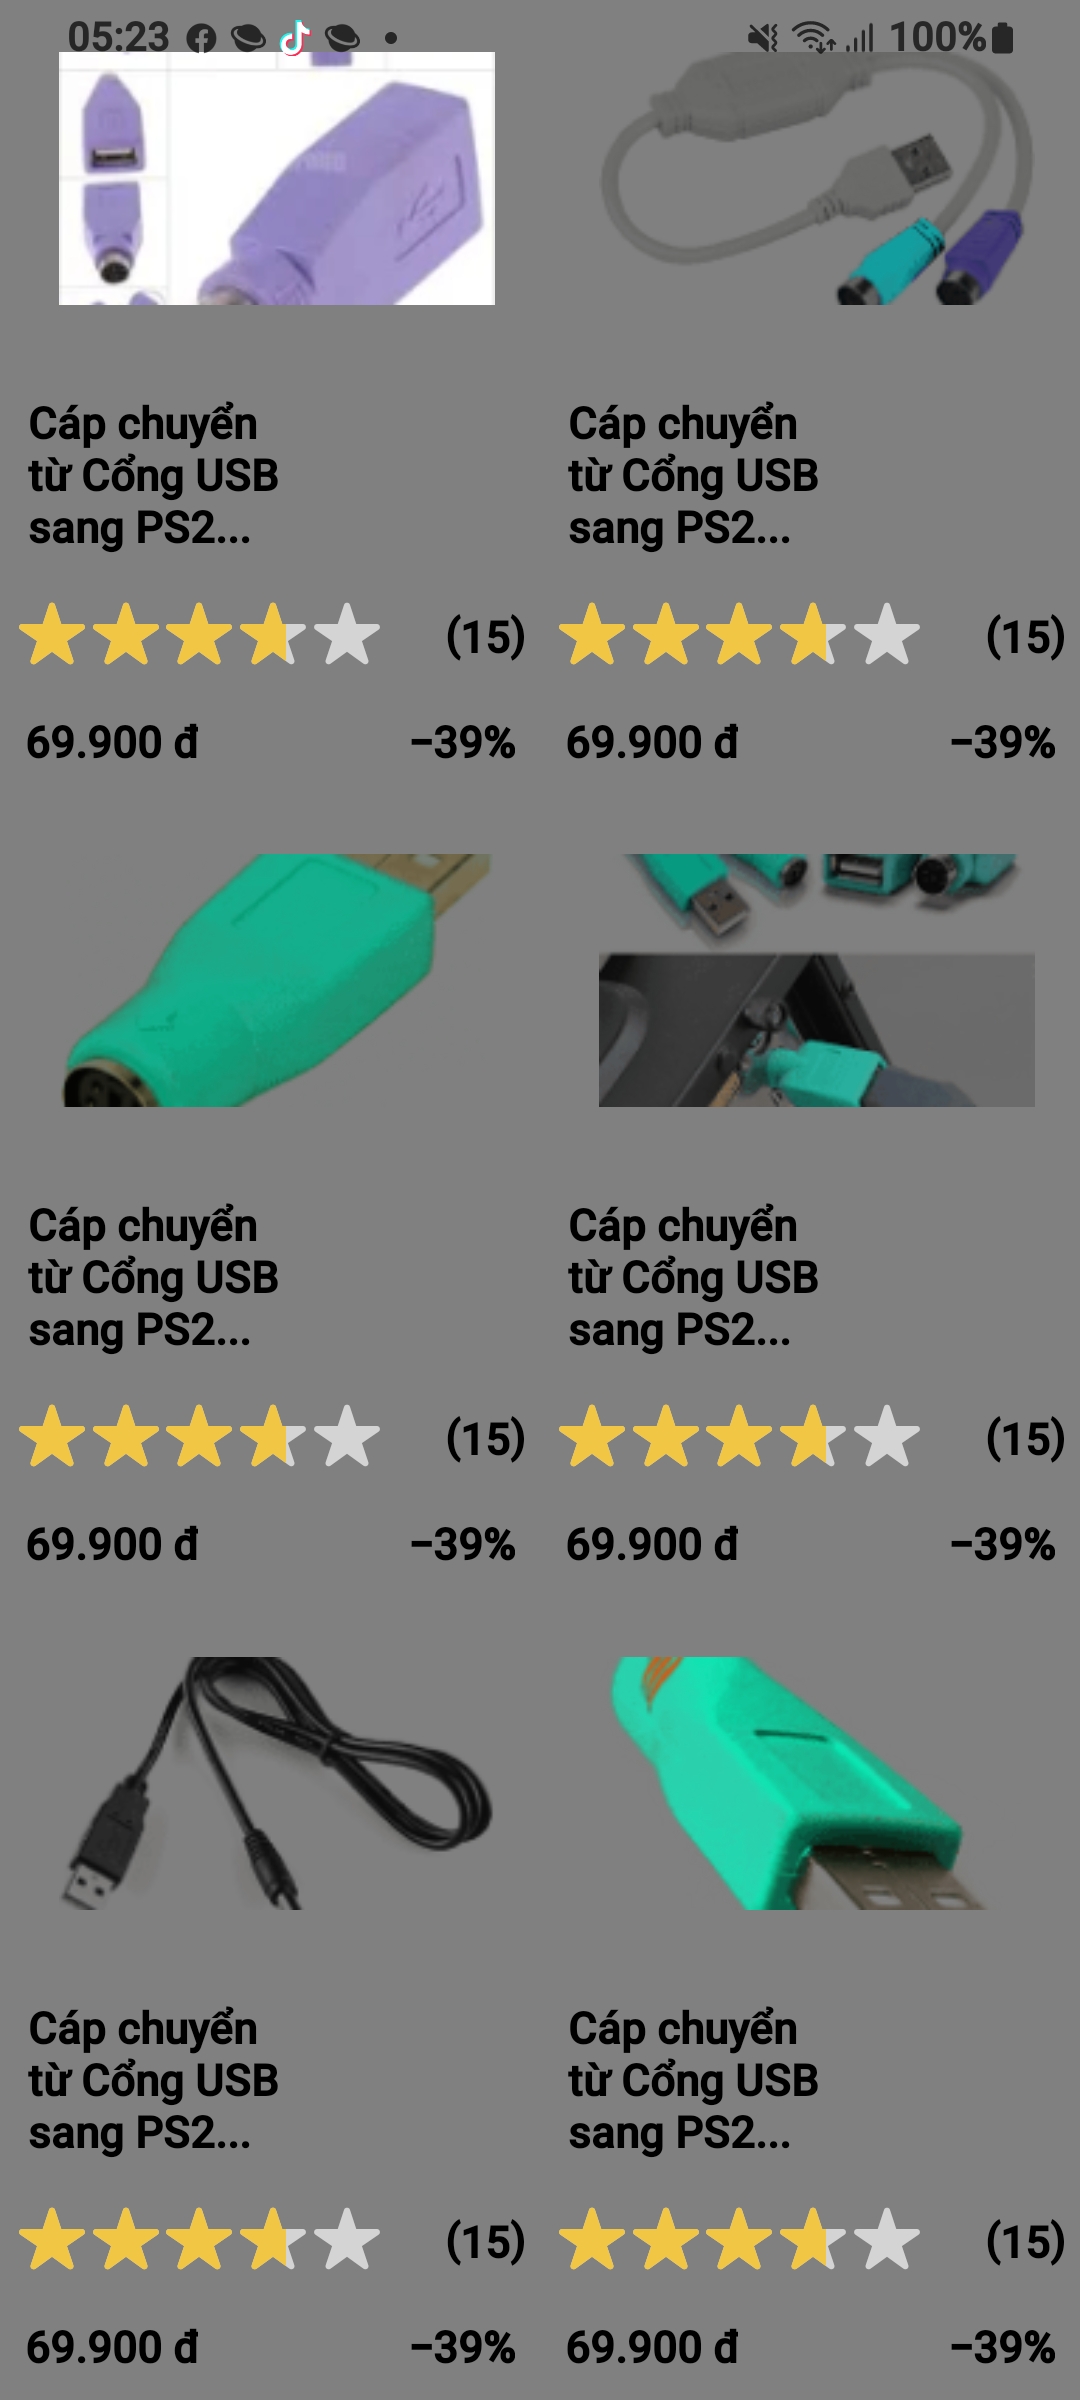 05:23 100%
Cáp chuyển
từ Cổng USB
sang PS2...
(15)
69.900 đ −39%
Cáp chuyển
từ Cổng USB
sang PS2...
(15)
69.900 đ −39%
Cáp chuyển
từ Cổng USB
sang PS2...
(15)
69.900 đ −39%
Cáp chuyển
từ Cổng USB
sang PS2...
(15)
69.900 đ −39%
Cáp chuyển
từ Cổng USB
sang PS2...
(15)
69.900 đ −39%
Cáp chuyển
từ Cổng USB
sang PS2...
(15)
69.900 đ −39%